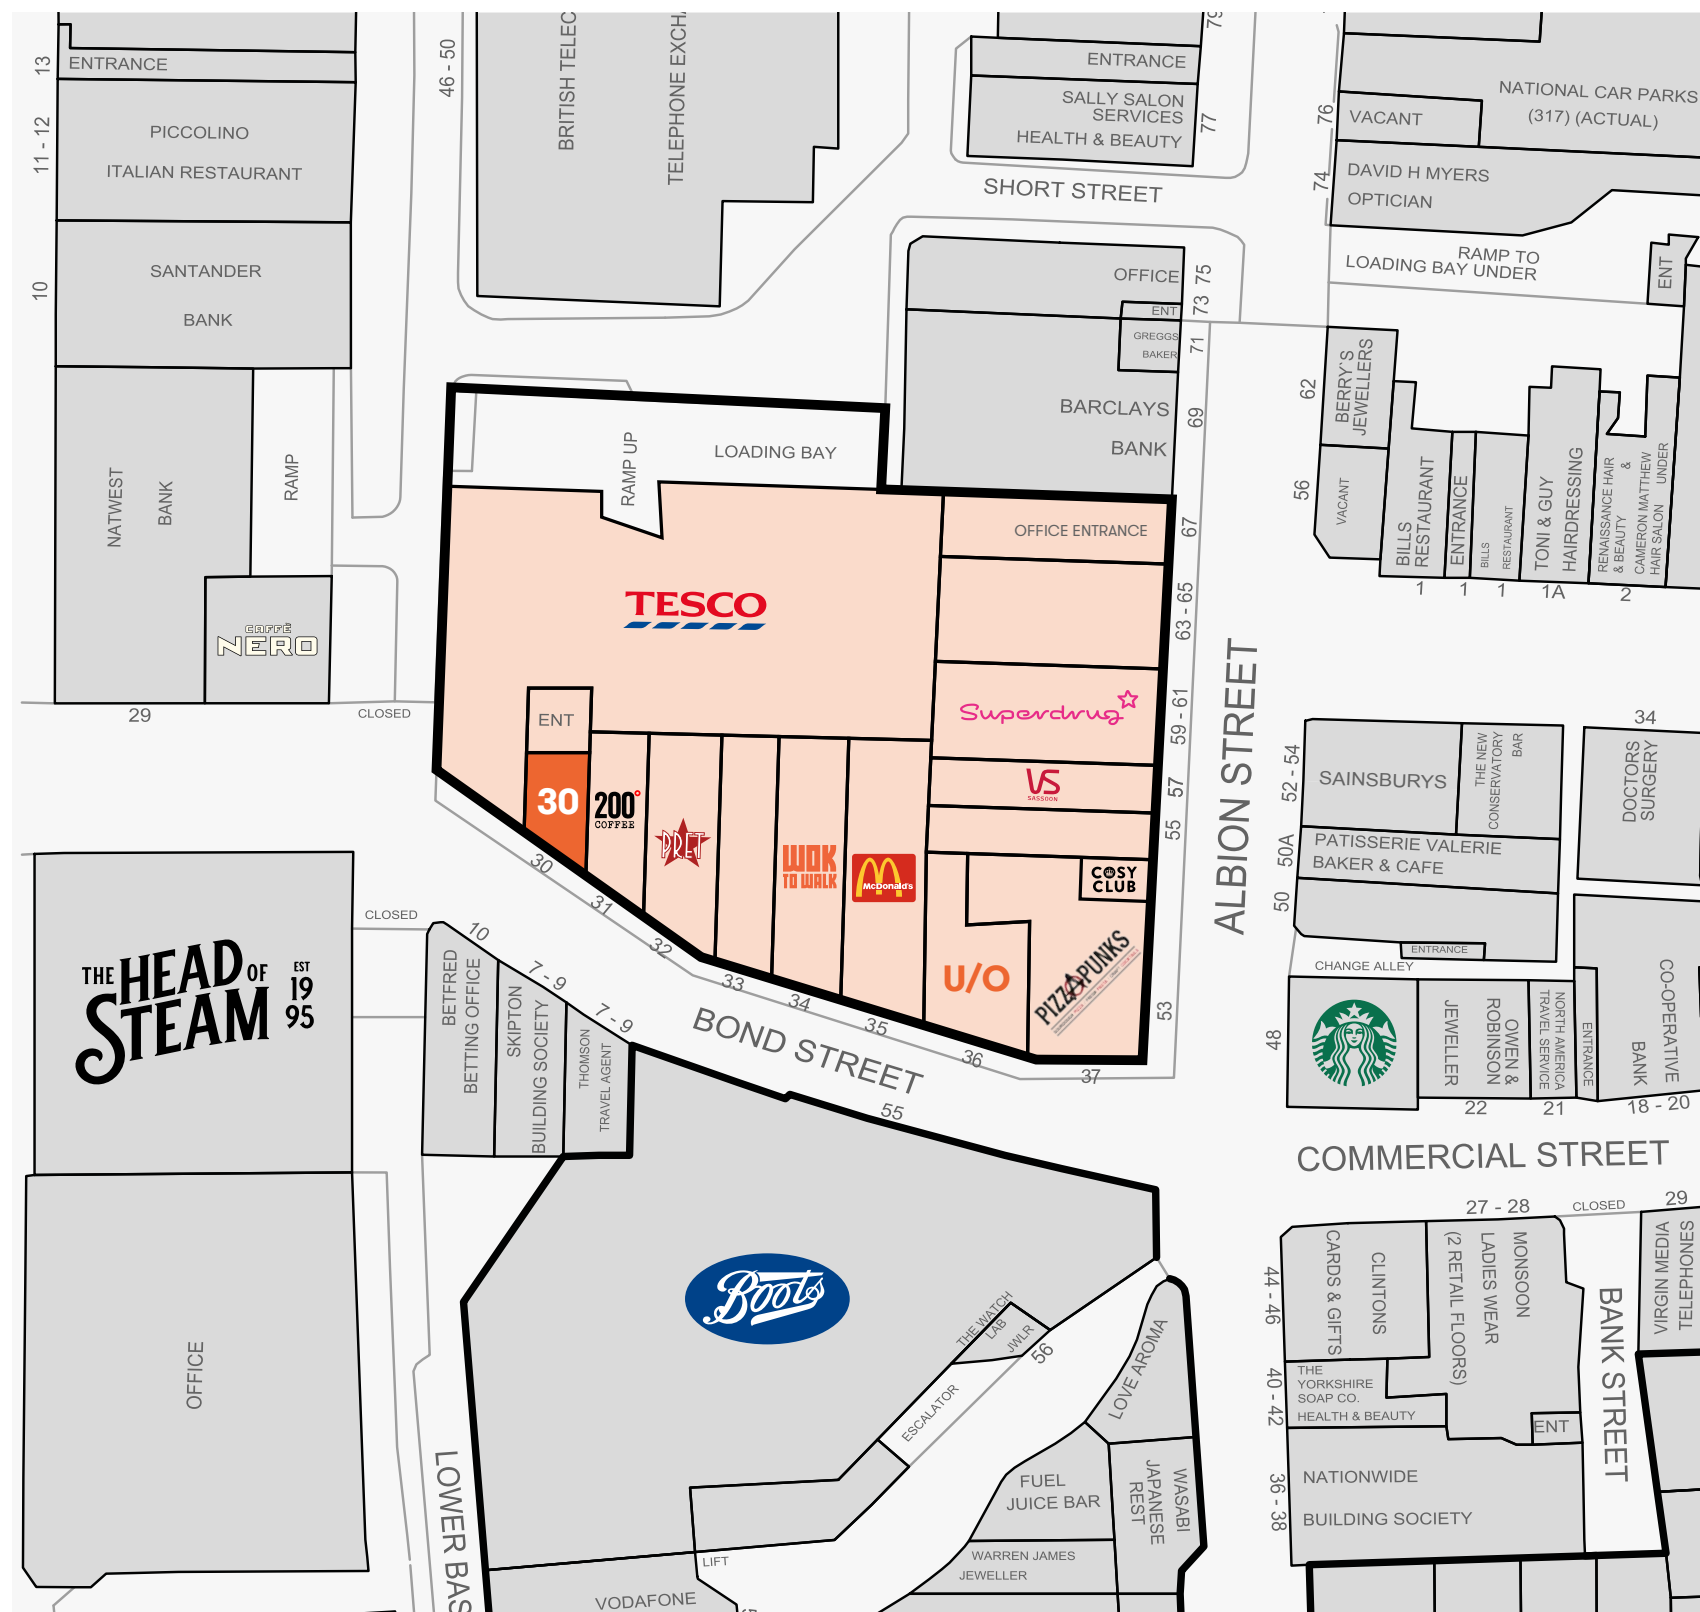 13
ENTRANCE
11 - 12
PICCOLINO
ITALIAN RESTAURANT
10
SANTANDER
BANK
NATWEST
BANK
RAMP
CAFFÈ
NERO
29
CLOSED
46 - 50
BRITISH TELEC
TELEPHONE EXCH
79
ENTRANCE
SALLY SALON
SERVICES
HEALTH & BEAUTY
77
SHORT STREET
76
VACANT
NATIONAL CAR PARKS
(317) (ACTUAL)
74
DAVID H MYERS
OPTICIAN
RAMP TO
LOADING BAY UNDER
ENT
OFFICE
75
ENT
73
GREGGS
BAKER
71
BARCLAYS
BANK
69
62
BERRY'S
JEWELLERS
56
VACANT
BILLS
RESTAURANT
ENTRANCE
BILLS
RESTAURANT
TONI & GUY
HAIRDRESSING
RENAISSANCE HAIR
& BEAUTY
&
CAMERON MATTHEW
HAIR SALON
UNDER
1
1
1
1A
2
RAMP UP
LOADING BAY
OFFICE ENTRANCE
67
TESCO
63 - 65
Superdrug
59 - 61
VS
SASSOON
57
55
ENT
30
200°
COFFEE
PRET
WOK
TO WALK
McDonald's
COSY
CLUB
U/O
PIZZAPUNKS
53
30
31
32
33
34
35
36
37
BOND STREET
ALBION STREET
52 - 54
SAINSBURYS
THE NEW
CONSERVATORY
BAR
34
DOCTORS
SURGERY
50A
PATISSERIE VALERIE
BAKER & CAFE
50
ENTRANCE
CHANGE ALLEY
48
JEWELLER
OWEN &
ROBINSON
NORTH AMERICA
TRAVEL SERVICE
ENTRANCE
CO-OPERATIVE
BANK
22
21
18 - 20
COMMERCIAL STREET
THE HEAD OF
STEAM
EST
19
95
CLOSED
10
BETFRED
BETTING OFFICE
7 - 9
SKIPTON
BUILDING SOCIETY
7 - 9
THOMSON
TRAVEL AGENT
55
OFFICE
Boots
THE WATCH
LAB
JWLR
56
ESCALATOR
LOVE AROMA
FUEL
JUICE BAR
WASABI
JAPANESE
REST
WARREN JAMES
JEWELLER
LIFT
VODAFONE
LOWER BAS
27 - 28
CLOSED
29
44 - 46
CLINTONS
CARDS & GIFTS
MONSOON
LADIES WEAR
(2 RETAIL FLOORS)
VIRGIN MEDIA
TELEPHONES
40 - 42
THE
YORKSHIRE
SOAP CO.
HEALTH & BEAUTY
ENT
BANK STREET
36 - 38
NATIONWIDE
BUILDING SOCIETY